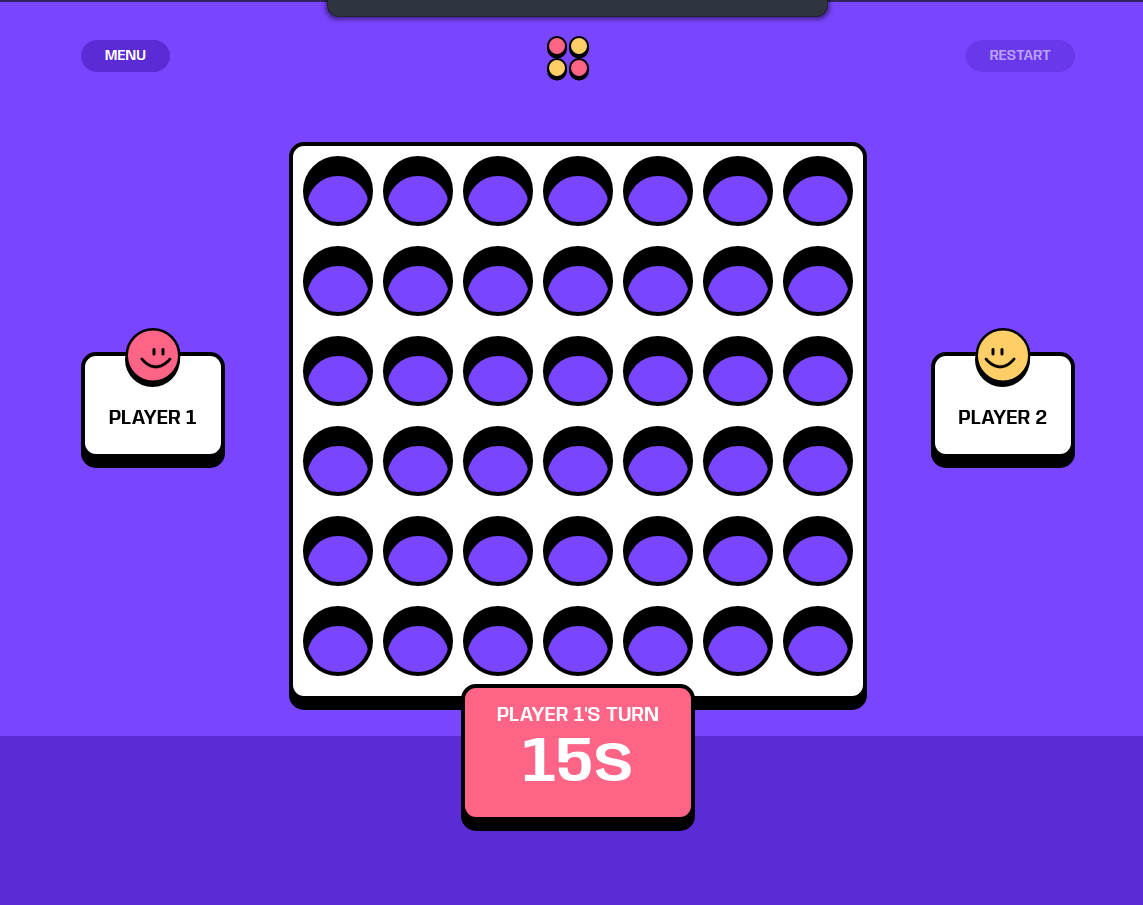 MENU
RESTART
PLAYER 1
PLAYER 2
PLAYER 1'S TURN
15S